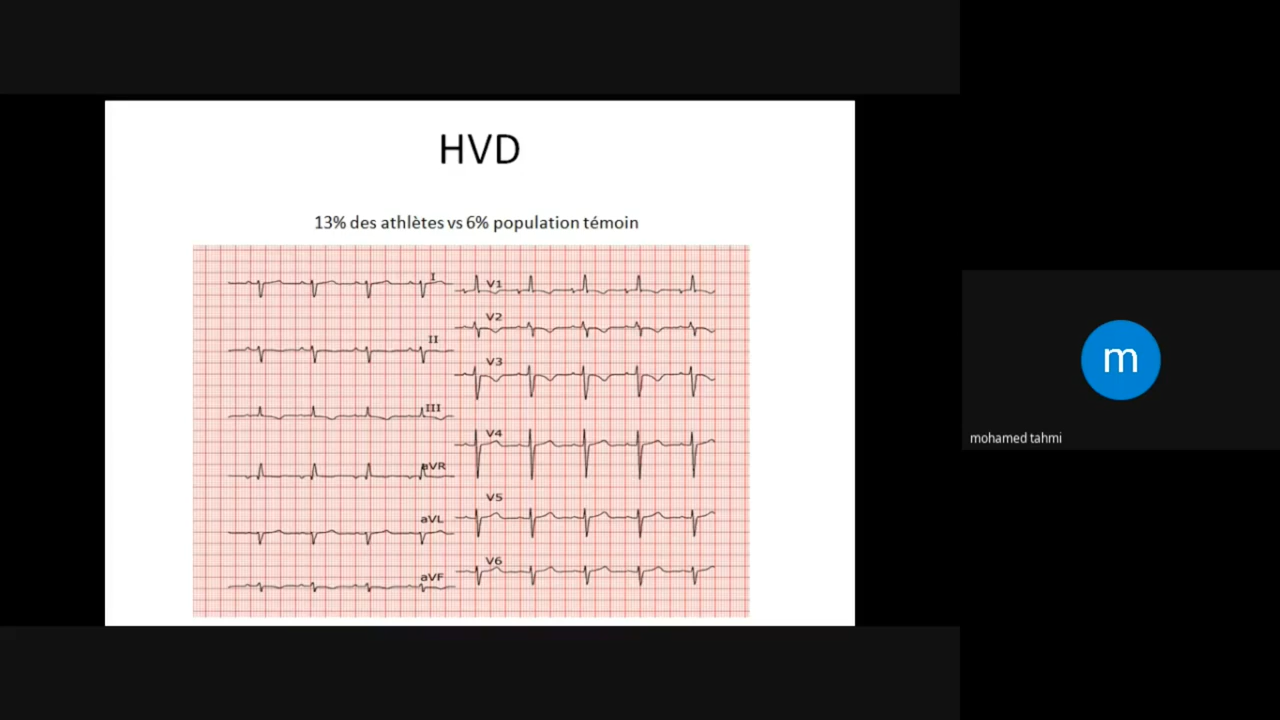 HVD
13% des athlètes vs 6% population témoin
I
V1
V2
II
V3
III
V4
aVR
V5
aVL
V6
aVF
m
mohamed tahmi